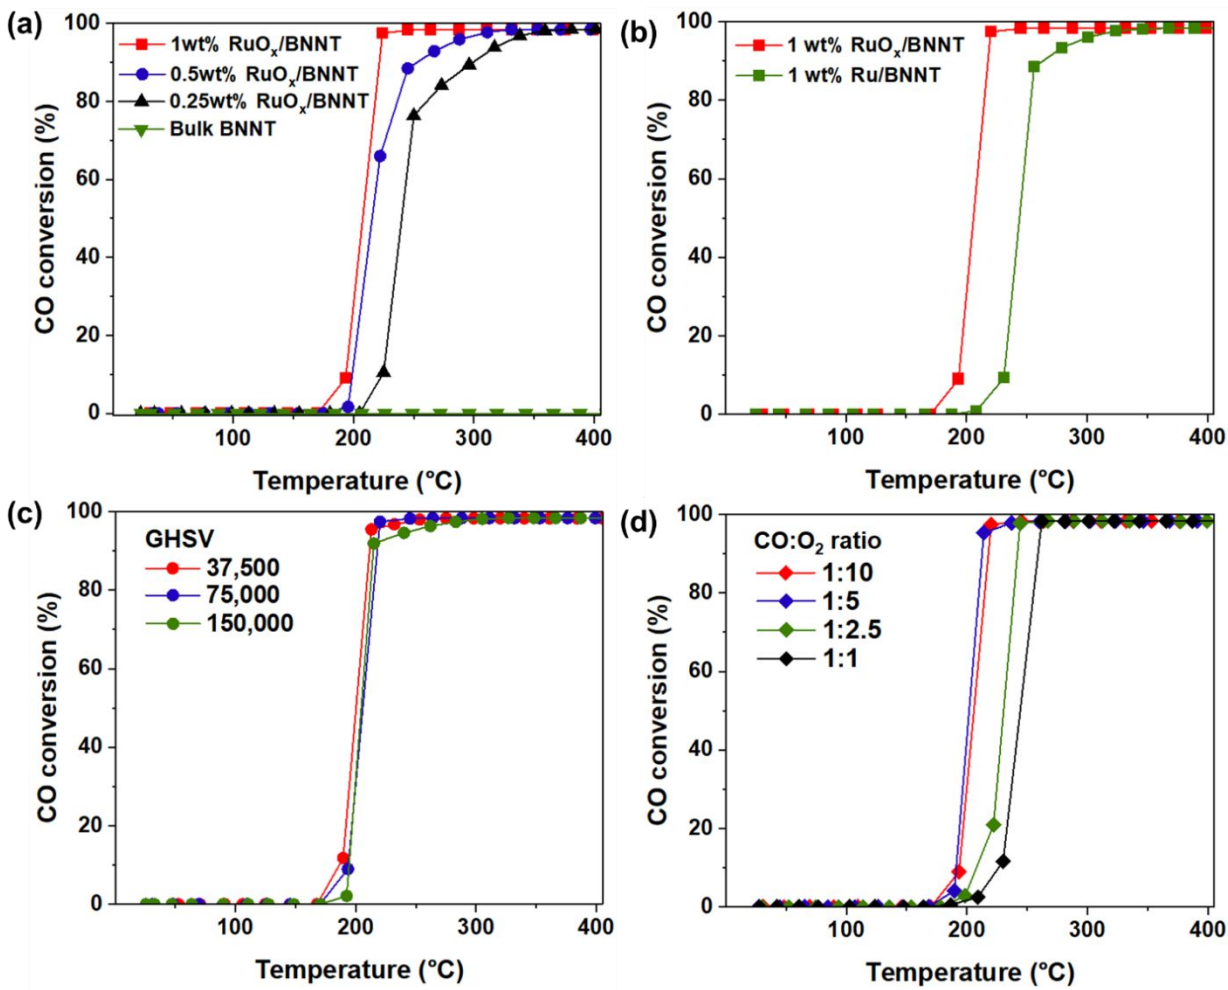 (a)
1wt% RuOx/BNNT
0.5wt% RuOx/BNNT
0.25wt% RuOx/BNNT
Bulk BNNT
CO conversion (%)
100
80
60
40
20
0
100
200
300
400
Temperature (°C)
(b)
1 wt% RuOx/BNNT
1 wt% Ru/BNNT
CO conversion (%)
100
80
60
40
20
0
100
200
300
400
Temperature (°C)
(c)
GHSV
37,500
75,000
150,000
CO conversion (%)
100
80
60
40
20
0
100
200
300
400
Temperature (°C)
(d)
CO:O2 ratio
1:10
1:5
1:2.5
1:1
CO conversion (%)
100
80
60
40
20
0
100
200
300
400
Temperature (°C)